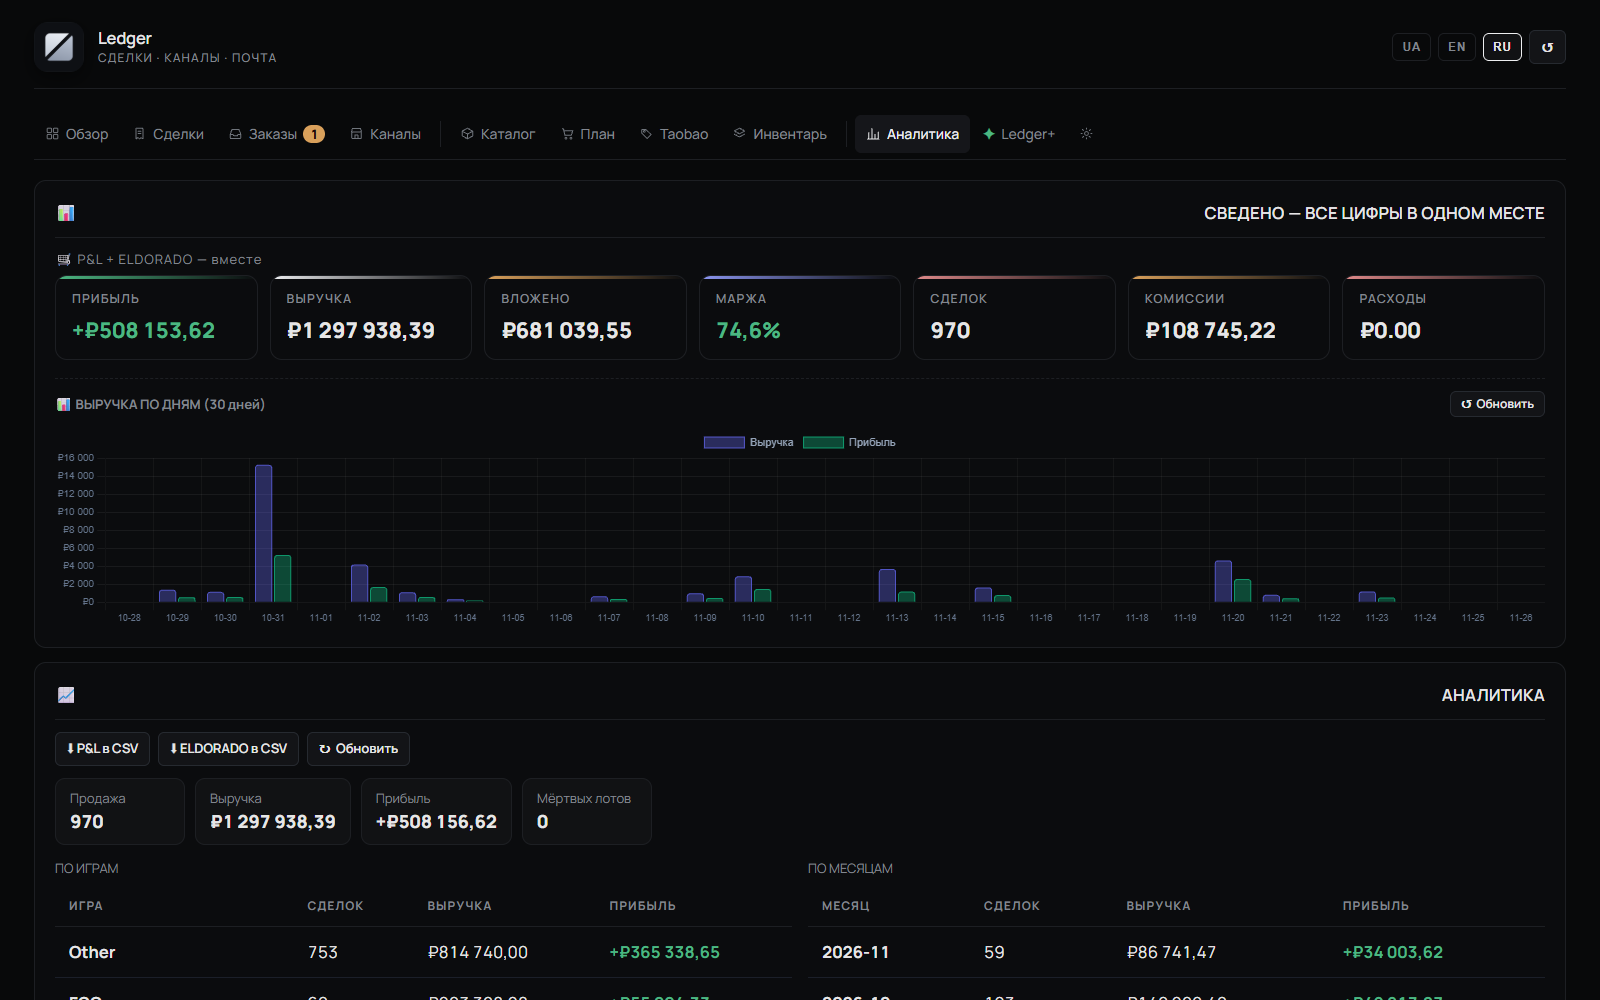 Ledger
СДЕЛКИ · КАНАЛЫ · ПОЧТА
UA EN RU
Обзор Сделки Заказы 1 Каналы Каталог План Taobao Инвентарь Аналитика Ledger+
СВЕДЕНО — ВСЕ ЦИФРЫ В ОДНОМ МЕСТЕ
P&L + ELDORADO — вместе
ПРИБЫЛЬ ВЫРУЧКА ВЛОЖЕНО МАРЖА СДЕЛОК КОМИССИИ РАСХОДЫ
+₽508 153,62 ₽1 297 938,39 ₽681 039,55 74,6% 970 ₽108 745,22 ₽0.00
ВЫРУЧКА ПО ДНЯМ (30 дней) Обновить
Выручка Прибыль
₽16 000
₽14 000
₽12 000
₽10 000
₽8 000
₽6 000
₽4 000
₽2 000
₽0
10-28 10-29 10-30 10-31 11-01 11-02 11-03 11-04 11-05 11-06 11-07 11-08 11-09 11-10 11-11 11-12 11-13 11-14 11-15 11-16 11-17 11-18 11-19 11-20 11-21 11-22 11-23 11-24 11-25 11-26
АНАЛИТИКА
⬇ P&L в CSV ⬇ ELDORADO в CSV ↻ Обновить
Продажа Выручка Прибыль Мёртвых лотов
970 ₽1 297 938,39 +₽508 156,62 0
ПО ИГРАМ ПО МЕСЯЦАМ
ИГРА СДЕЛОК ВЫРУЧКА ПРИБЫЛЬ МЕСЯЦ СДЕЛОК ВЫРУЧКА ПРИБЫЛЬ
Other 753 ₽814 740,00 +₽365 338,65 2026-11 59 ₽86 741,47 +₽34 003,62